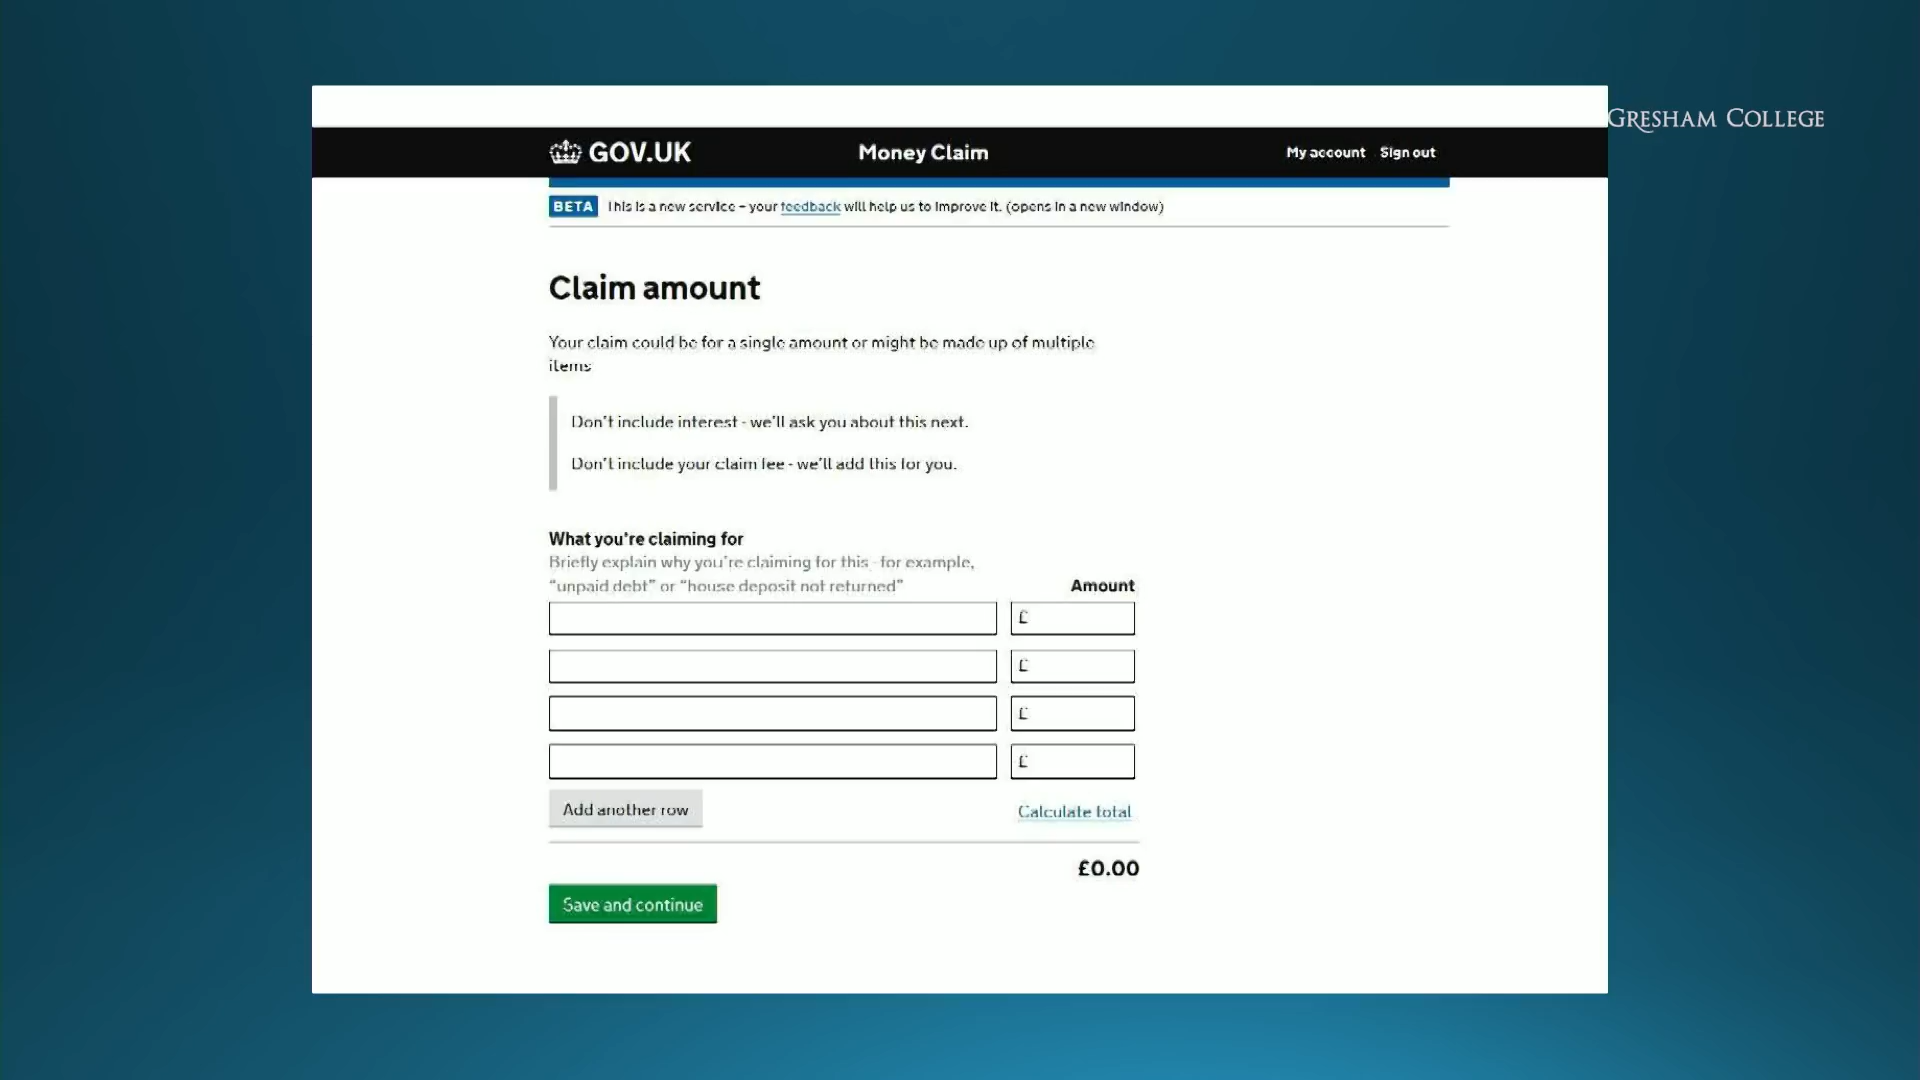 GRESHAM COLLEGE
GOV.UK Money Claim My account Sign out
BETA This is a new service – your feedback will help us to improve it. (opens in a new window)
Claim amount
Your claim could be for a single amount or might be made up of multiple
items
Don't include interest - we'll ask you about this next.
Don't include your claim fee - we'll add this for you.
What you're claiming for
Briefly explain why you're claiming for this - for example,
“unpaid debt” or “house deposit not returned”
Amount
£
£
£
£
Add another row
Calculate total
£0.00
Save and continue